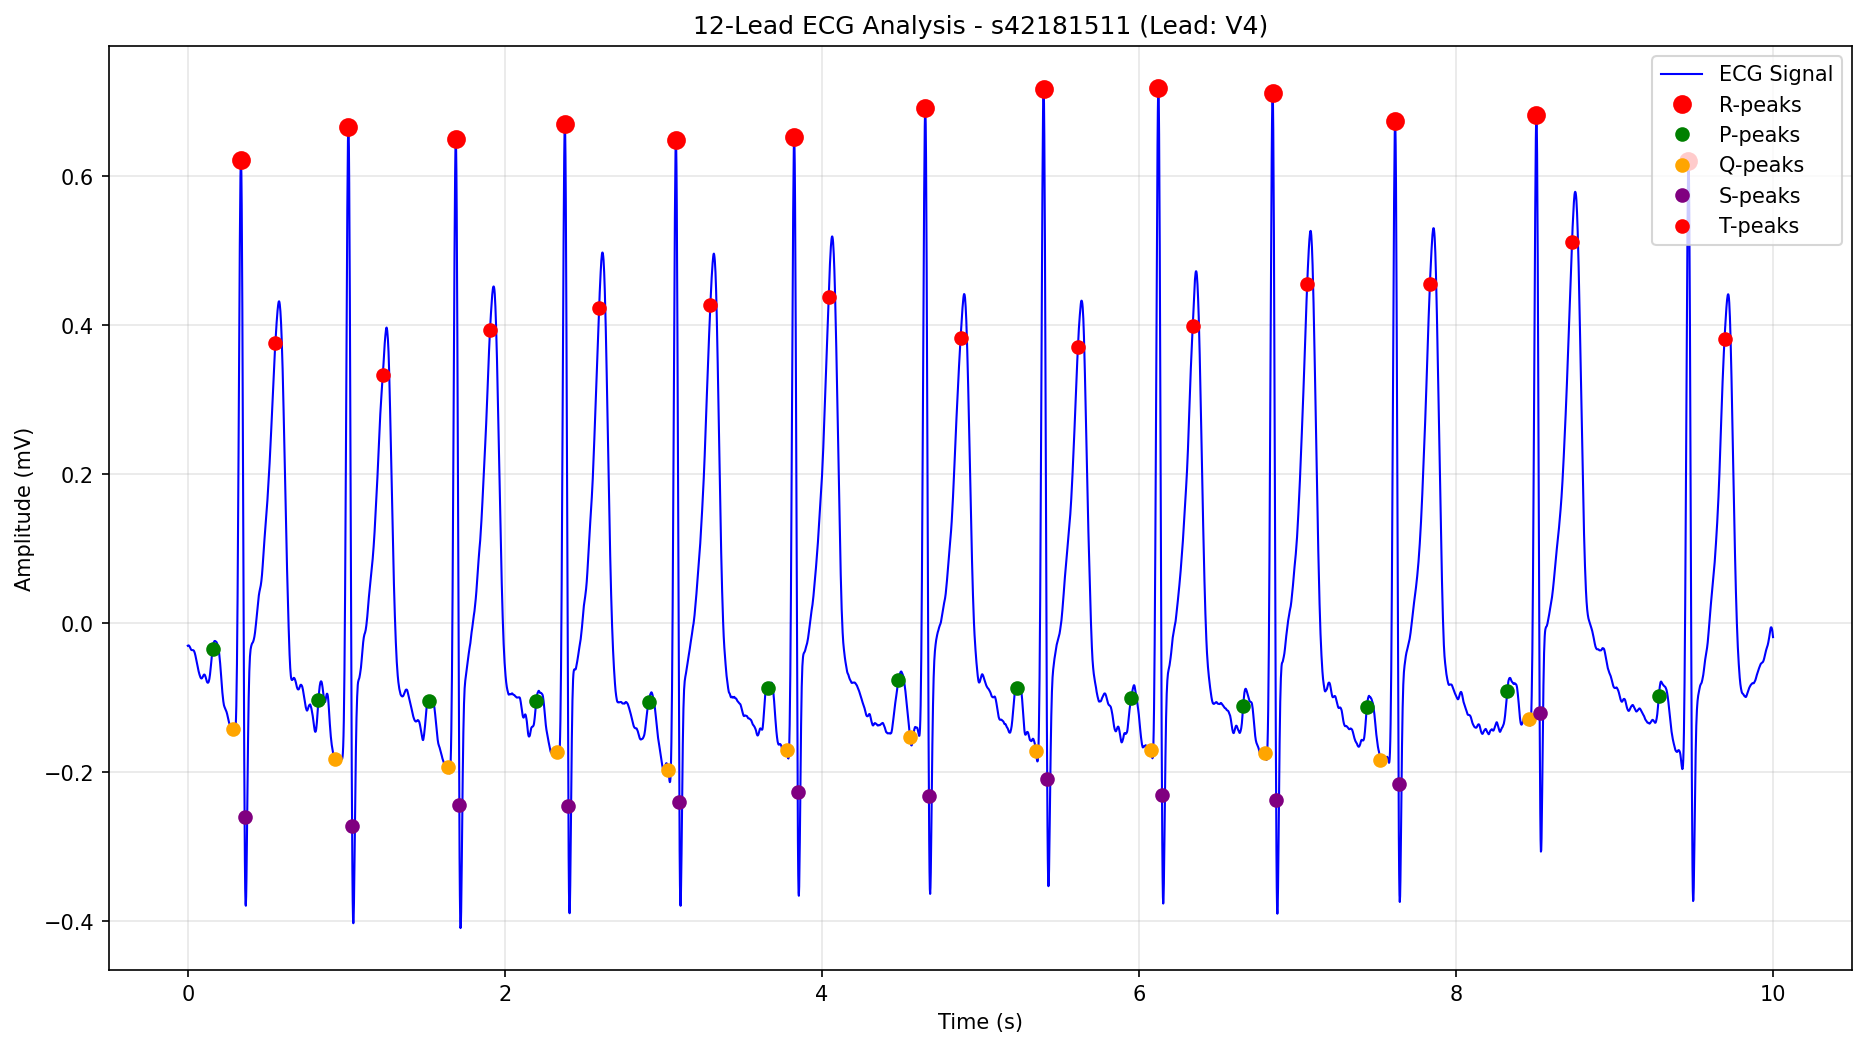 12-Lead ECG Analysis - s42181511 (Lead: V4)
ECG Signal
R-peaks
P-peaks
Q-peaks
S-peaks
T-peaks
Amplitude (mV)
0.6
0.4
0.2
0.0
−0.2
−0.4
0
2
4
6
8
10
Time (s)